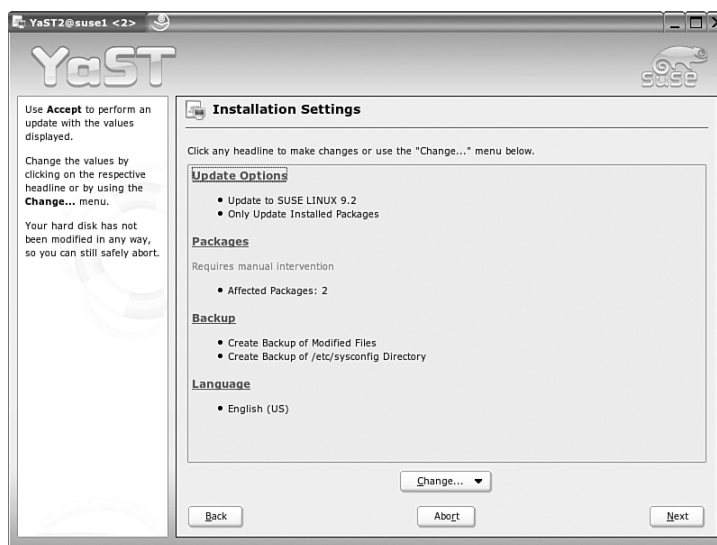 YaST2@suse1 <2>
YaST
suse
Use Accept to perform an
update with the values
displayed.
Change the values by
clicking on the respective
headline or by using the
Change... menu.
Your hard disk has not
been modified in any way,
so you can still safely abort.
Installation Settings
Click any headline to make changes or use the "Change..." menu below.
Update Options
• Update to SUSE LINUX 9.2
• Only Update Installed Packages
Packages
Requires manual intervention
• Affected Packages: 2
Backup
• Create Backup of Modified Files
• Create Backup of /etc/sysconfig Directory
Language
• English (US)
Change...
Back
Abort
Next